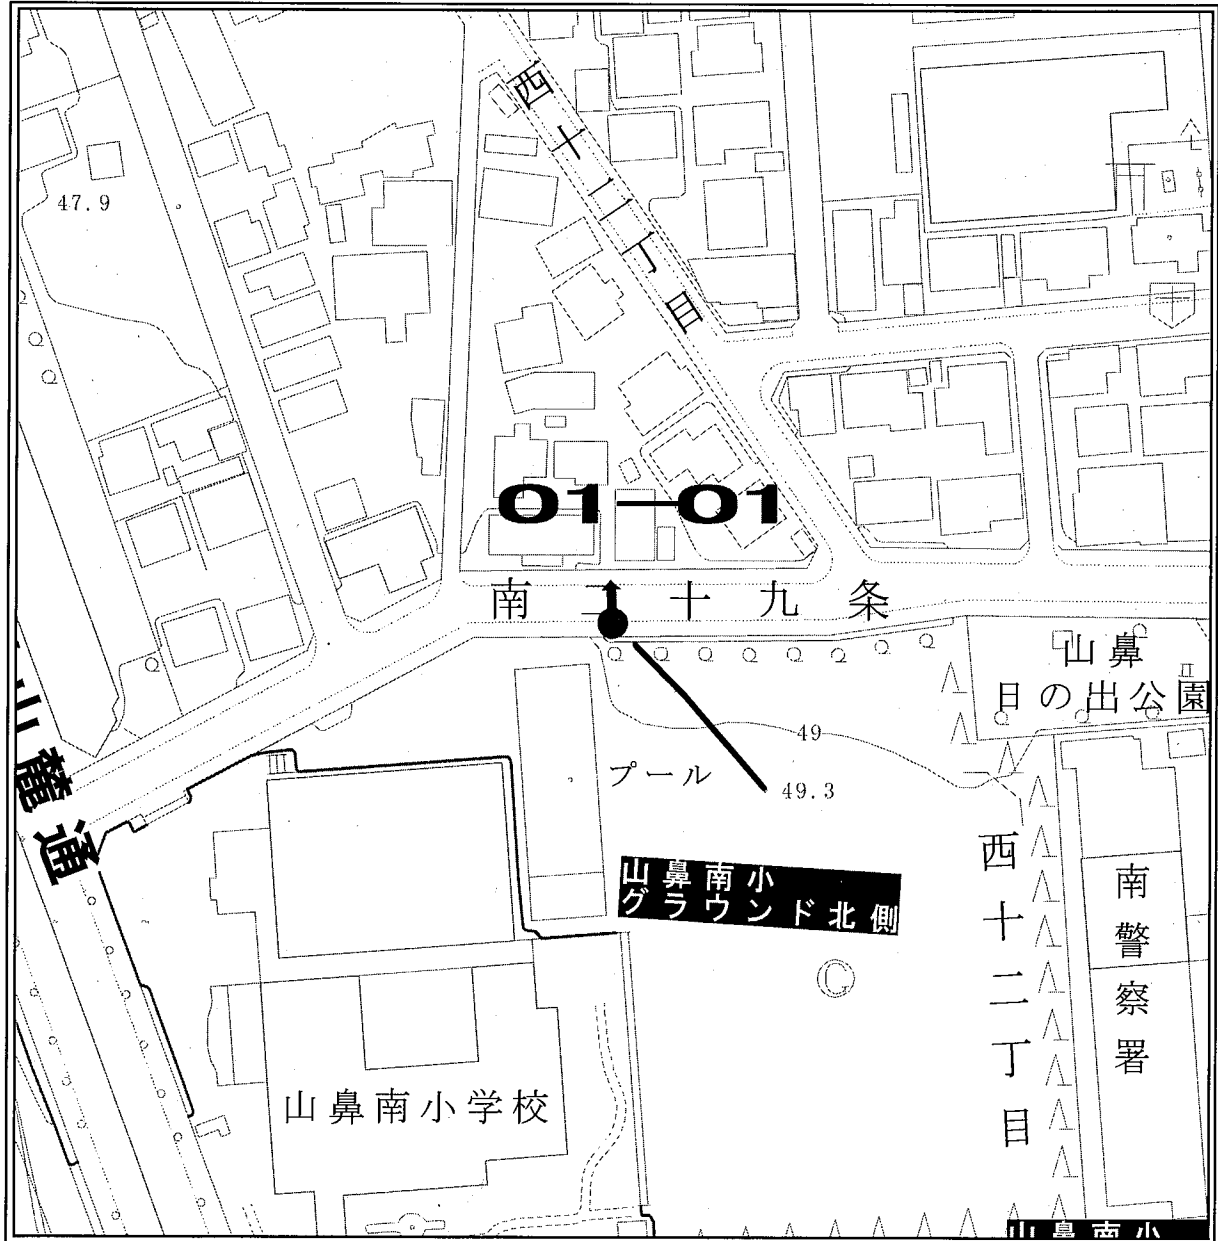 西十一丁目
47.9
01-01
南二十九条
山鼻
日の出公園
49
プール
49.3
山麓通
山鼻南小
グラウンド北側
西十二丁目
南警察署
山鼻南小学校
山鼻南小